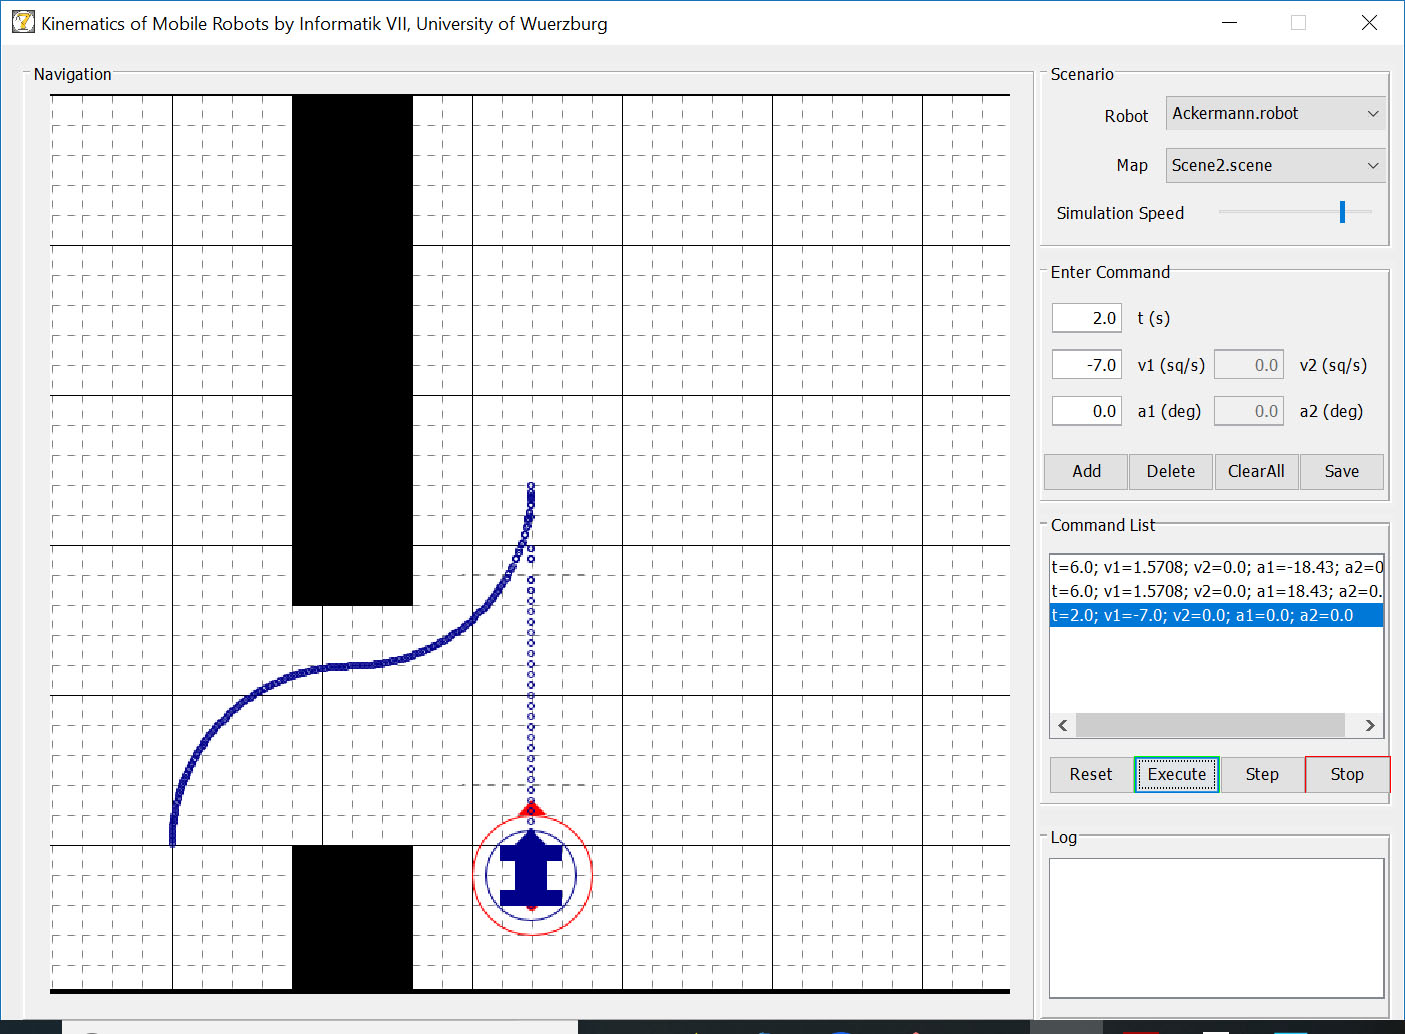 Kinematics of Mobile Robots by Informatik VII, University of Wuerzburg
Navigation
Scenario
Robot Ackermann.robot
Map Scene2.scene
Simulation Speed
Enter Command
2.0 t (s)
-7.0 v1 (sq/s) 0.0 v2 (sq/s)
0.0 a1 (deg) 0.0 a2 (deg)
Add Delete ClearAll Save
Command List
t=6.0; v1=1.5708; v2=0.0; a1=-18.43; a2=0
t=6.0; v1=1.5708; v2=0.0; a1=18.43; a2=0.
t=2.0; v1=-7.0; v2=0.0; a1=0.0; a2=0.0
Reset Execute Step Stop
Log